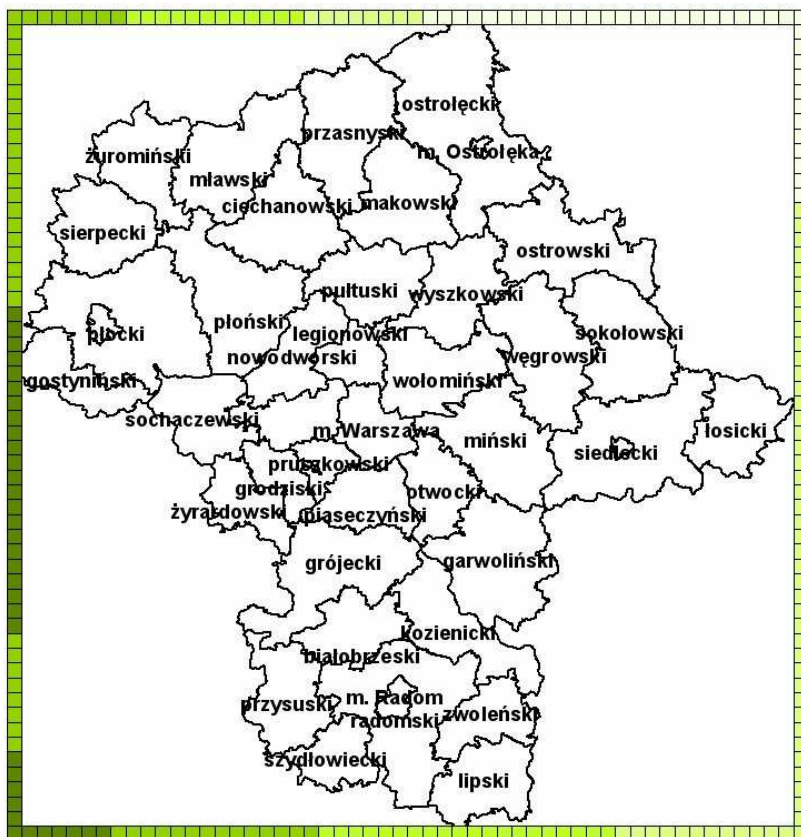 ostrołęcki
przasnyski
m. Ostrołęka
żuromiński
mławski
ciechanowski
makowski
sierpecki
ostrowski
pułtuski
wyszkowski
płoński
płocki
legionowski
sokołowski
nowodworski
węgrowski
gostyniński
wołomiński
sochaczewski
m. Warszawa
miński
łosicki
siedlecki
pruszkowski
grodziski
otwocki
żyrardowski
piaseczyński
grójecki
garwoliński
kozienicki
białobrzeski
m. Radom
przysuski
radomski
zwoleński
szydłowiecki
lipski